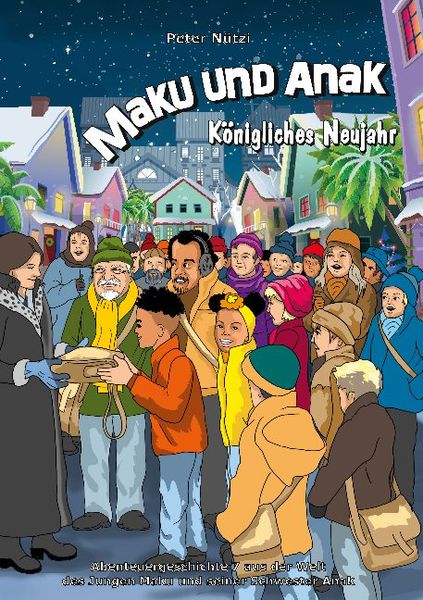 Peter Nützi
Maku und Anak
Königliches Neujahr
Abenteuergeschichte 7 aus der Welt
des Jungen Maku und seiner Schwester Anak